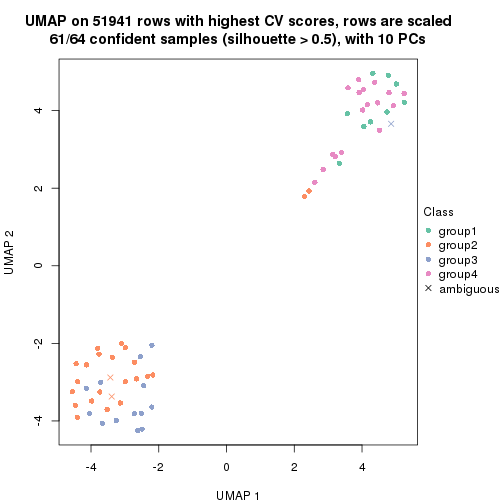 UMAP on 51941 rows with highest CV scores, rows are scaled
61/64 confident samples (silhouette > 0.5), with 10 PCs
4
2
0
-2
-4
UMAP 2
-4
-2
0
2
4
UMAP 1
Class
group1
group2
group3
group4
ambiguous